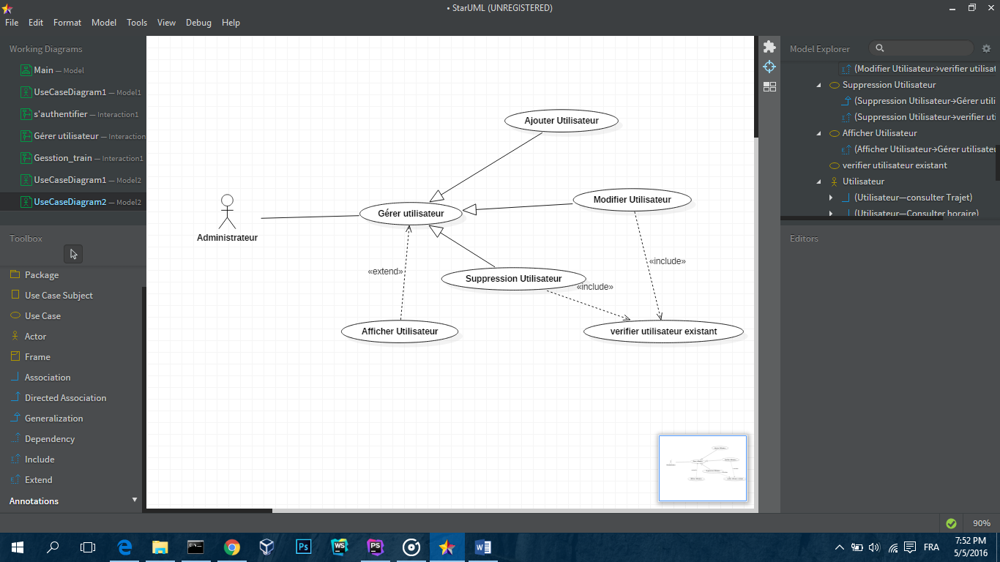 • StarUML (UNREGISTERED)
File Edit Format Model Tools View Debug Help
Working Diagrams
Main — Model
UseCaseDiagram1 — Model1
s'authentifier — Interaction1
Gérer utilisateur — Interaction
Gesstion_train — Interaction1
UseCaseDiagram1 — Model2
UseCaseDiagram2 — Model2
Toolbox
Package
Use Case Subject
Use Case
Actor
Frame
Association
Directed Association
Generalization
Dependency
Include
Extend
Annotations
Ajouter Utilisateur
Modifier Utilisateur
Gérer utilisateur
Administrateur
«include»
«extend»
Suppression Utilisateur
«include»
Afficher Utilisateur
verifier utilisateur existant
Model Explorer
(Modifier Utilisateur→verifier utilisat
Suppression Utilisateur
(Suppression Utilisateur→Gérer utili
(Suppression Utilisateur→verifier uti
Afficher Utilisateur
(Afficher Utilisateur→Gérer utilisateu
verifier utilisateur existant
Utilisateur
(Utilisateur—consulter Trajet)
(Utilisateur—Consulter horaire)
Editors
90%
Ps
WS
PS
W
FRA
7:52 PM
5/5/2016